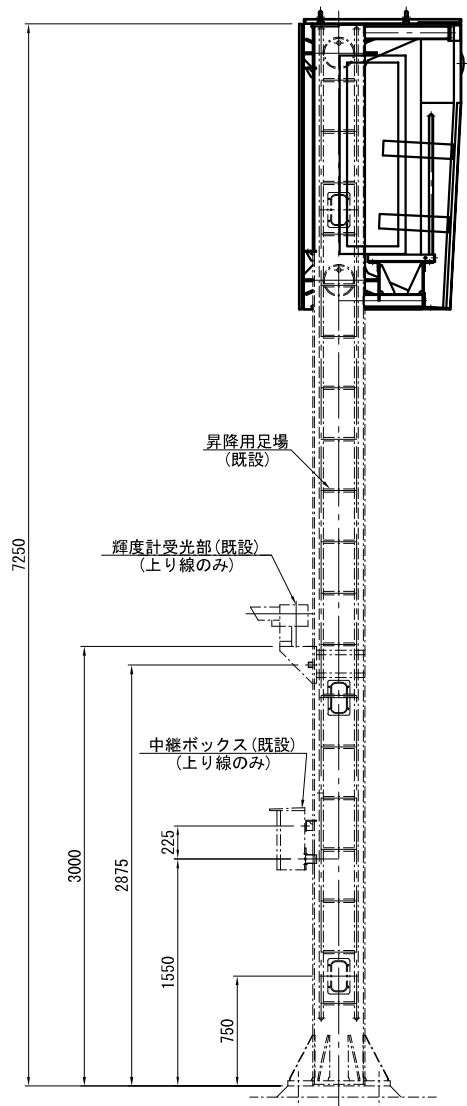 昇降用足場
(既設)
7250
輝度計受光部(既設)
(上り線のみ)
中継ボックス(既設)
(上り線のみ)
225
3000
2875
1550
750